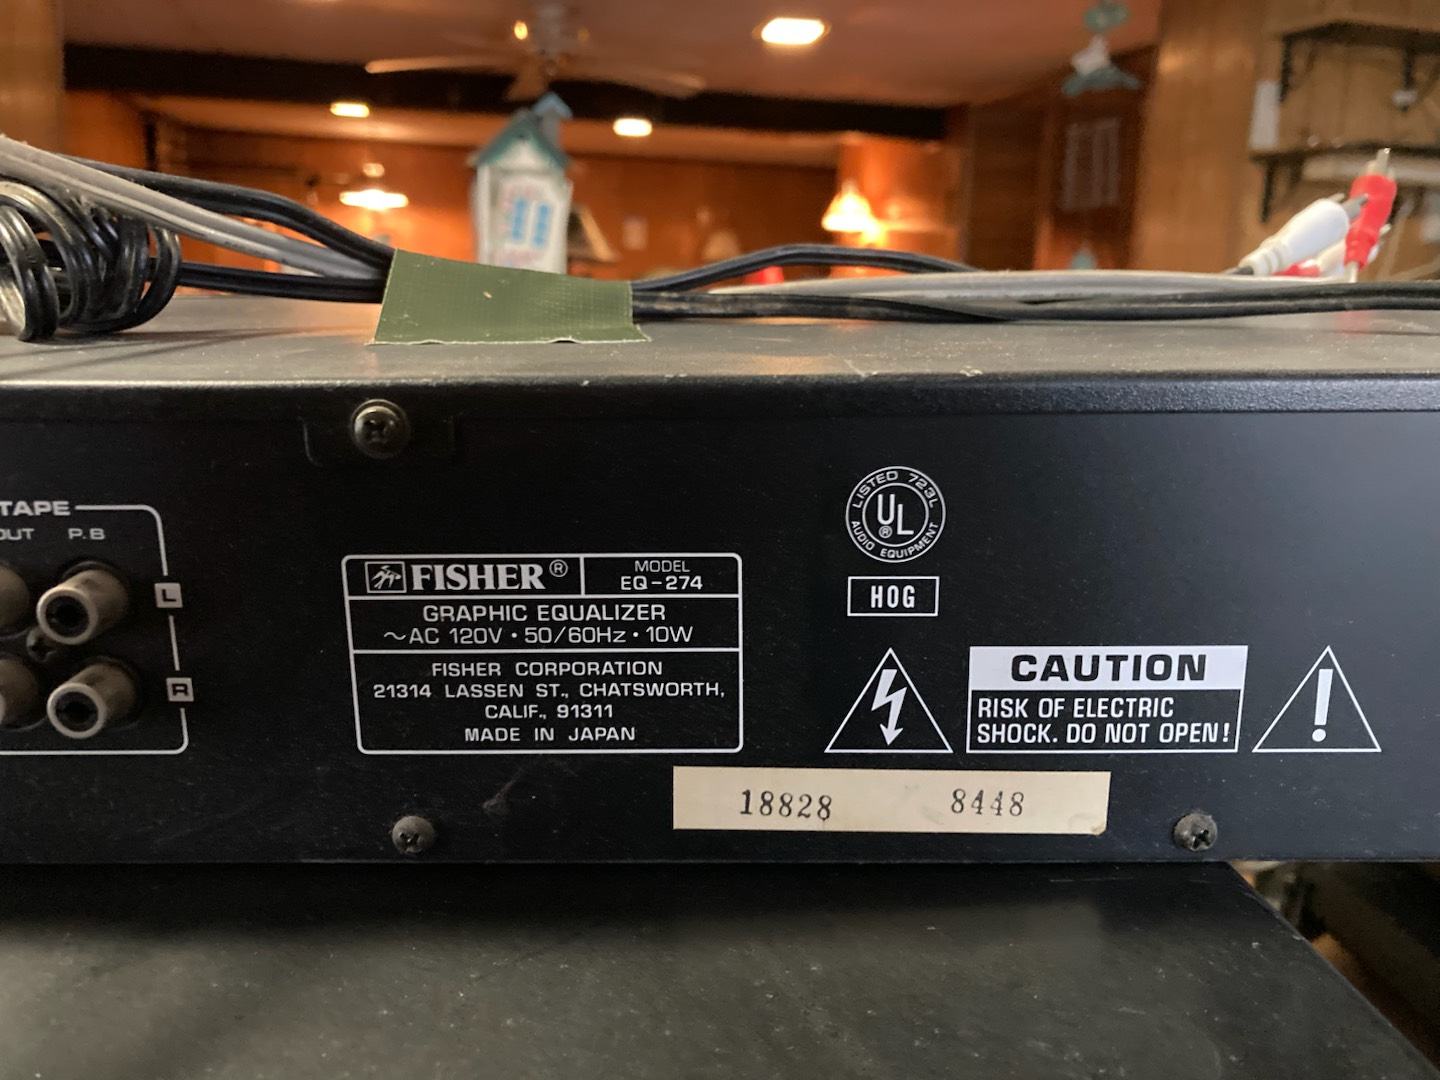 TAPE
OUT P.B
L
R
FISHER®
MODEL
EQ-274
GRAPHIC EQUALIZER
~AC 120V · 50/60Hz · 10W
FISHER CORPORATION
21314 LASSEN ST., CHATSWORTH,
CALIF., 91311
MADE IN JAPAN
LISTED 723L
UL®
AUDIO EQUIPMENT
HOG
CAUTION
RISK OF ELECTRIC
SHOCK. DO NOT OPEN!
!
18828 8448